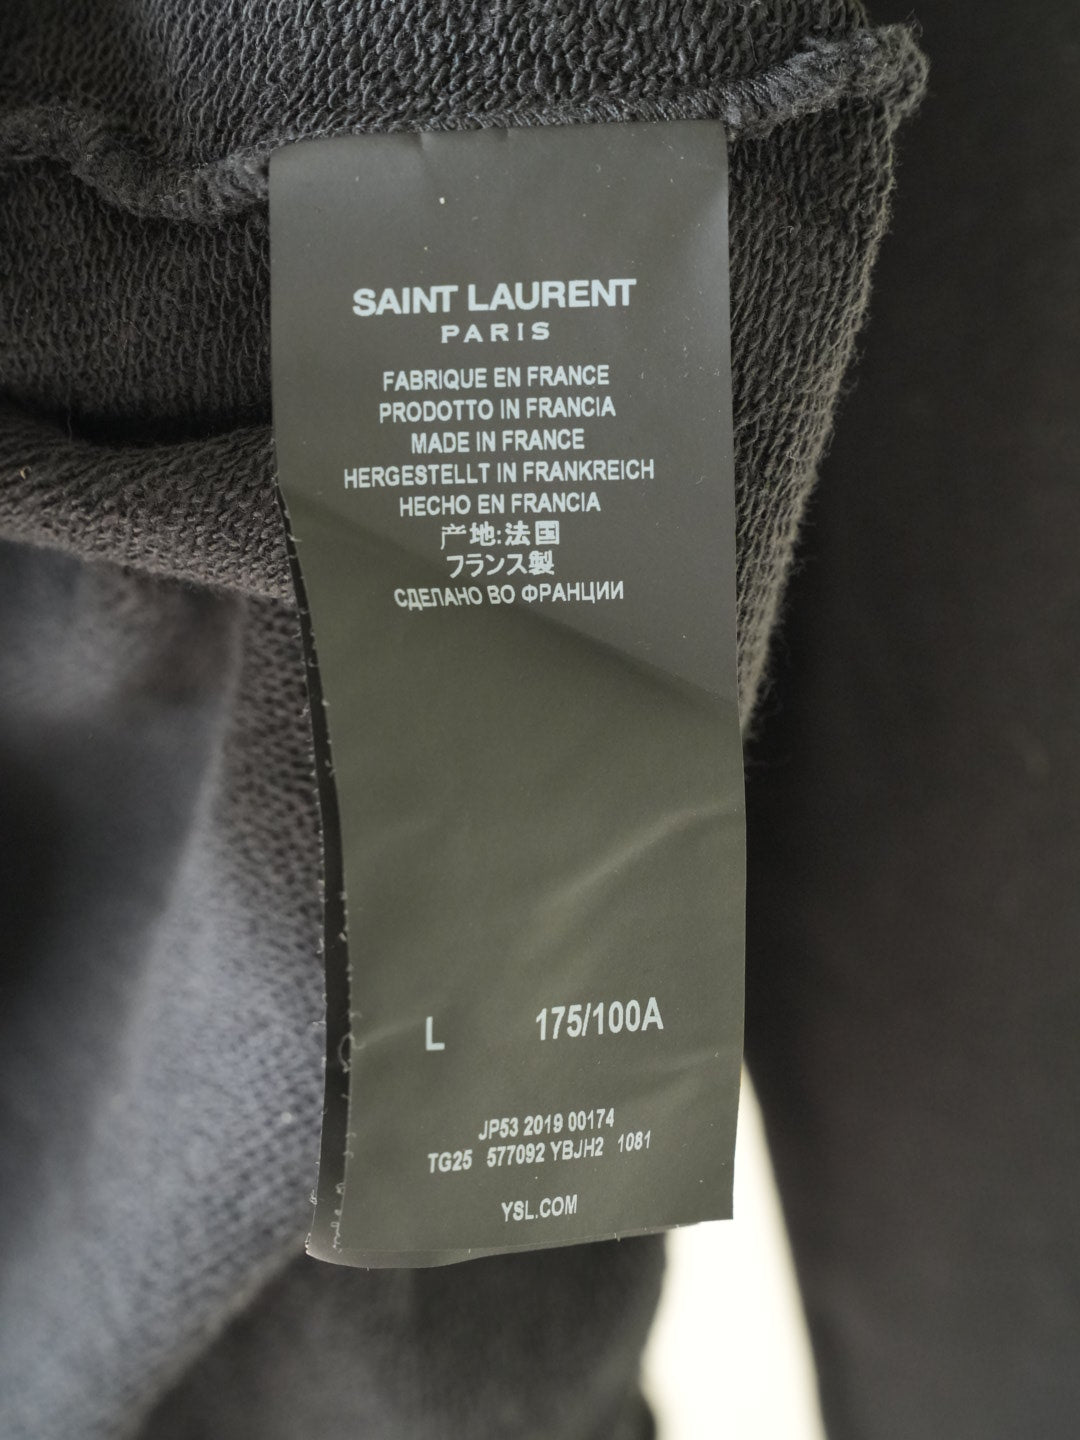 SAINT LAURENT
PARIS
FABRIQUE EN FRANCE
PRODOTTO IN FRANCIA
MADE IN FRANCE
HERGESTELLT IN FRANKREICH
HECHO EN FRANCIA
产地:法国
フランス製
СДЕЛАНО ВО ФРАНЦИИ
L 175/100A
JP53 2019 00174
TG25 577092 YBJH2 1081
YSL.COM